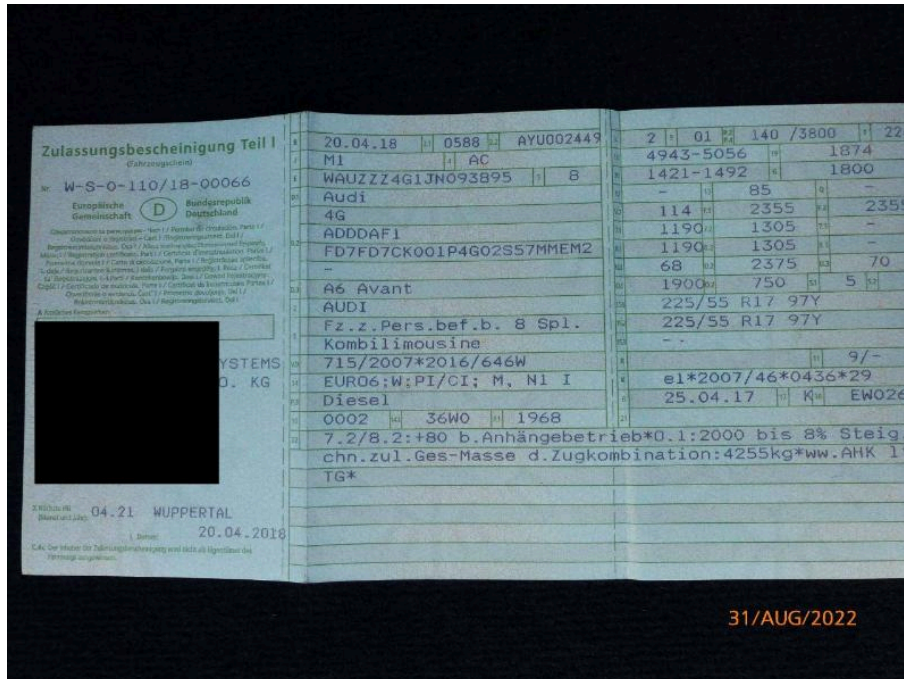 Zulassungsbescheinigung Teil I
(Fahrzeugschein)
Nr. W-S-O-110/18-00066
Europäische Gemeinschaft D Bundesrepublik Deutschland
YSTEMS
KG
04.21 WUPPERTAL
20.04.2018
20.04.18 0588 AYU002449
M1 AC
WAUZZZ4G1JN093895 8
Audi
4G
ADDDAF1
FD7FD7CK001P4G02S57MMEM2
-
A6 Avant
AUDI
Fz.z.Pers.bef.b. 8 Spl.
Kombilimousine
715/2007*2016/646W
EURO6;W;PI/CI; M, N1 I
Diesel
0002 36W0 1968
2 01 140 /3800 22
4943-5056 1874
1421-1492 1800
- 85 -
114 2355 2355
1190 1305 -
1190 1305 -
68 2375 70
1900 750 5
225/55 R17 97Y
225/55 R17 97Y
- -
9/-
e1*2007/46*0436*29
25.04.17 K EW026
7.2/8.2:+80 b.Anhängebetrieb*0.1:2000 bis 8% Steig.
chn.zul.Ges-Masse d.Zugkombination:4255kg*ww.AHK
TG*
31/AUG/2022